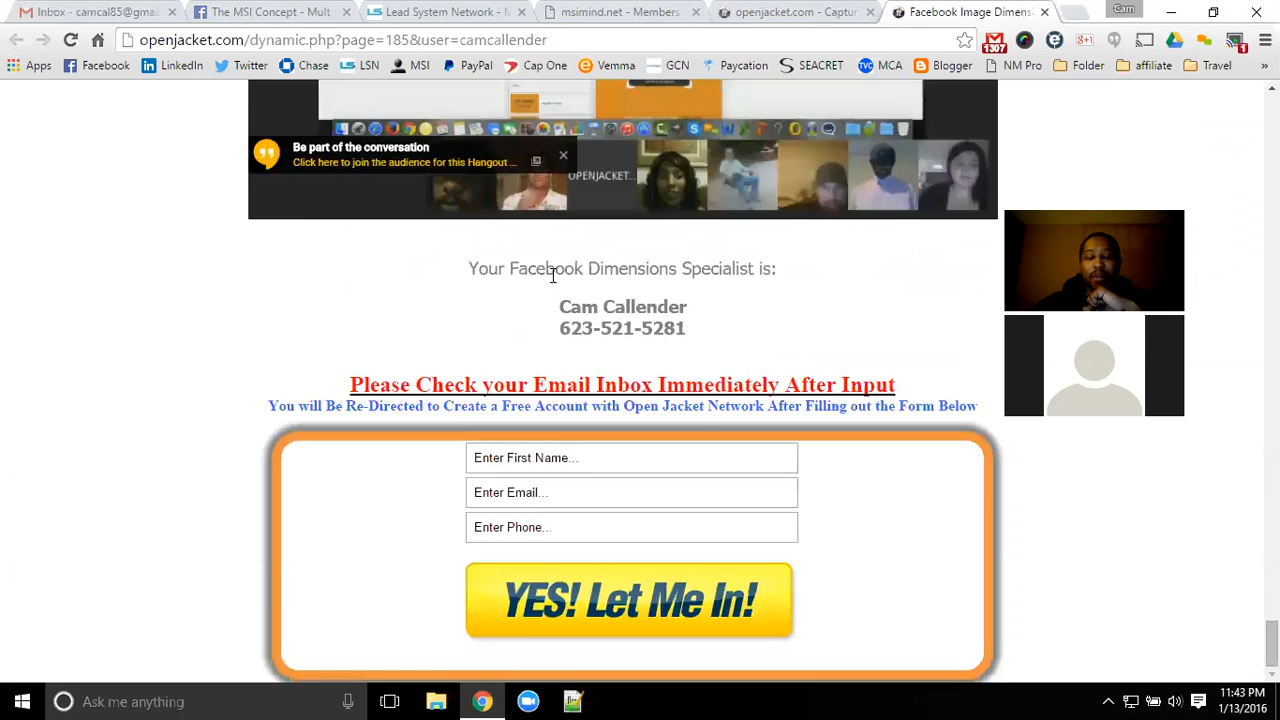 Inbox - camcal85@gmai
The MSI Concept - Mult
Lead System Network - M
msimind.net - Members
openjacket.com - Captur
Facebook Image Dimens
Cam
openjacket.com/dynamic.php?page=185&user=camcallender
1307
g+1
1
Apps
Facebook
LinkedIn
Twitter
Chase
LSN
MSI
PayPal
Cap One
Vemma
GCN
Paycation
SEACRET
MCA
Blogger
NM Pro
Folder
affiliate
Travel
Be part of the conversation
Click here to join the audience for this Hangout ...
OPENJACKET...
Your Facebook Dimensions Specialist is:
Cam Callender
623-521-5281
Please Check your Email Inbox Immediately After Input
You will Be Re-Directed to Create a Free Account with Open Jacket Network After Filling out the Form Below
Enter First Name...
Enter Email...
Enter Phone...
YES! Let Me In!
Ask me anything
11:43 PM
1/13/2016